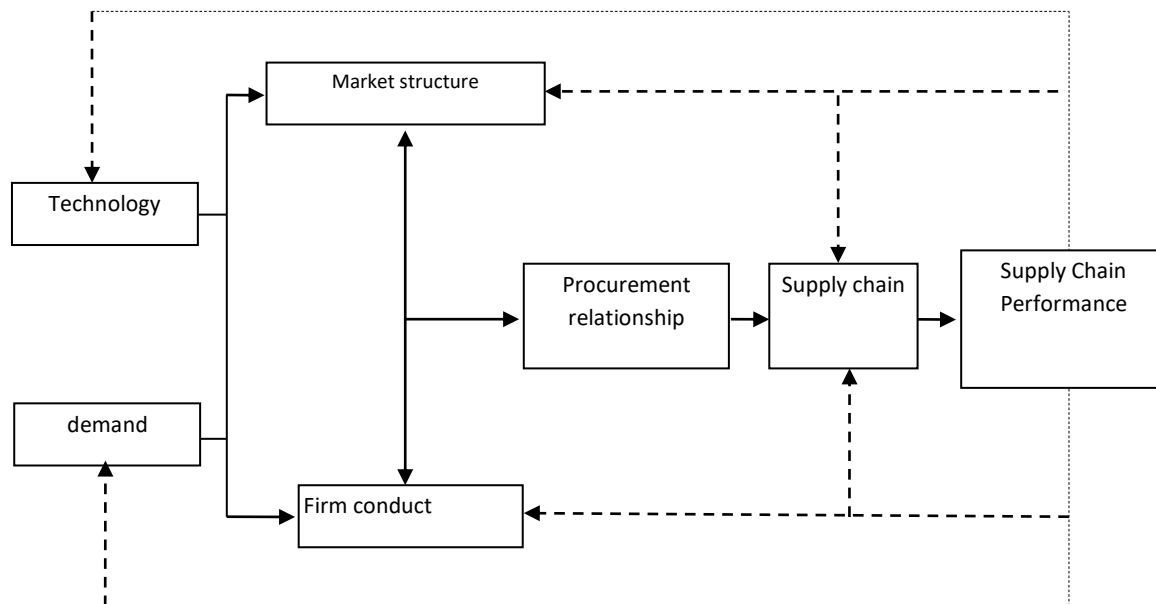 Market structure
Technology
Procurement
relationship
Supply chain
Supply Chain
Performance
demand
Firm conduct